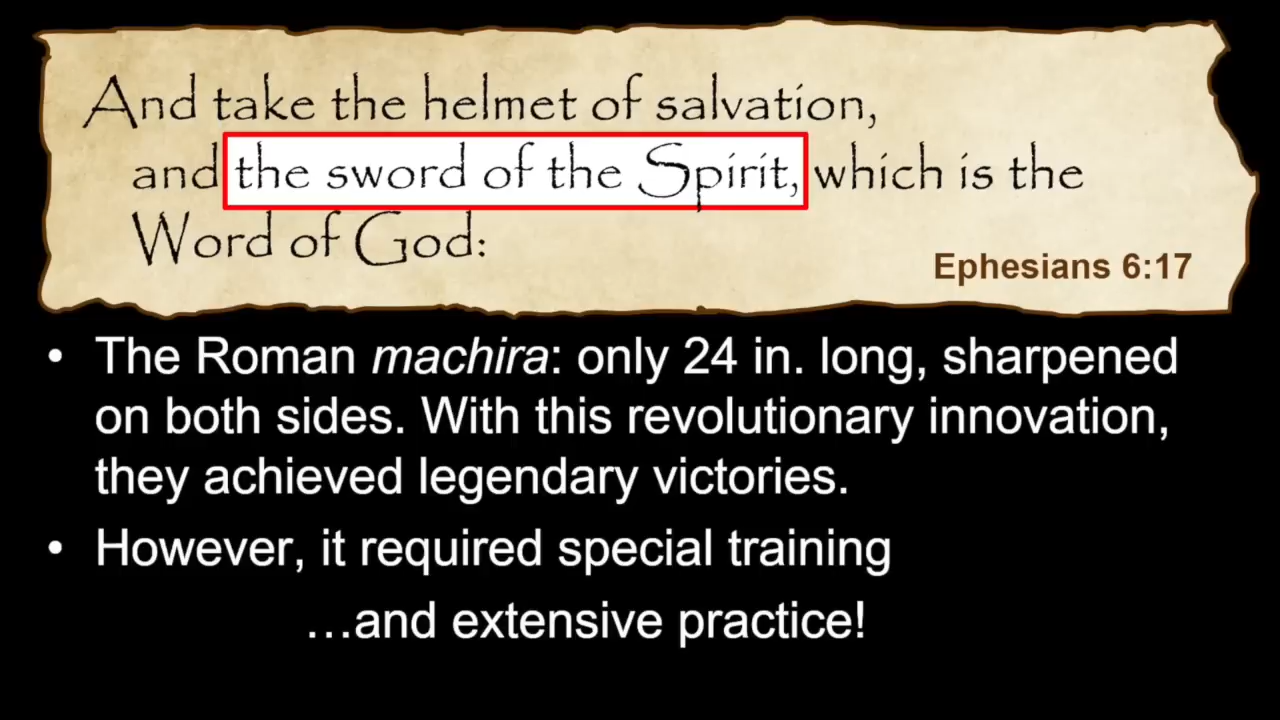 And take the helmet of salvation,
and the sword of the Spirit, which is the
Word of God:
Ephesians 6:17
• The Roman machira: only 24 in. long, sharpened
on both sides. With this revolutionary innovation,
they achieved legendary victories.
• However, it required special training
…and extensive practice!